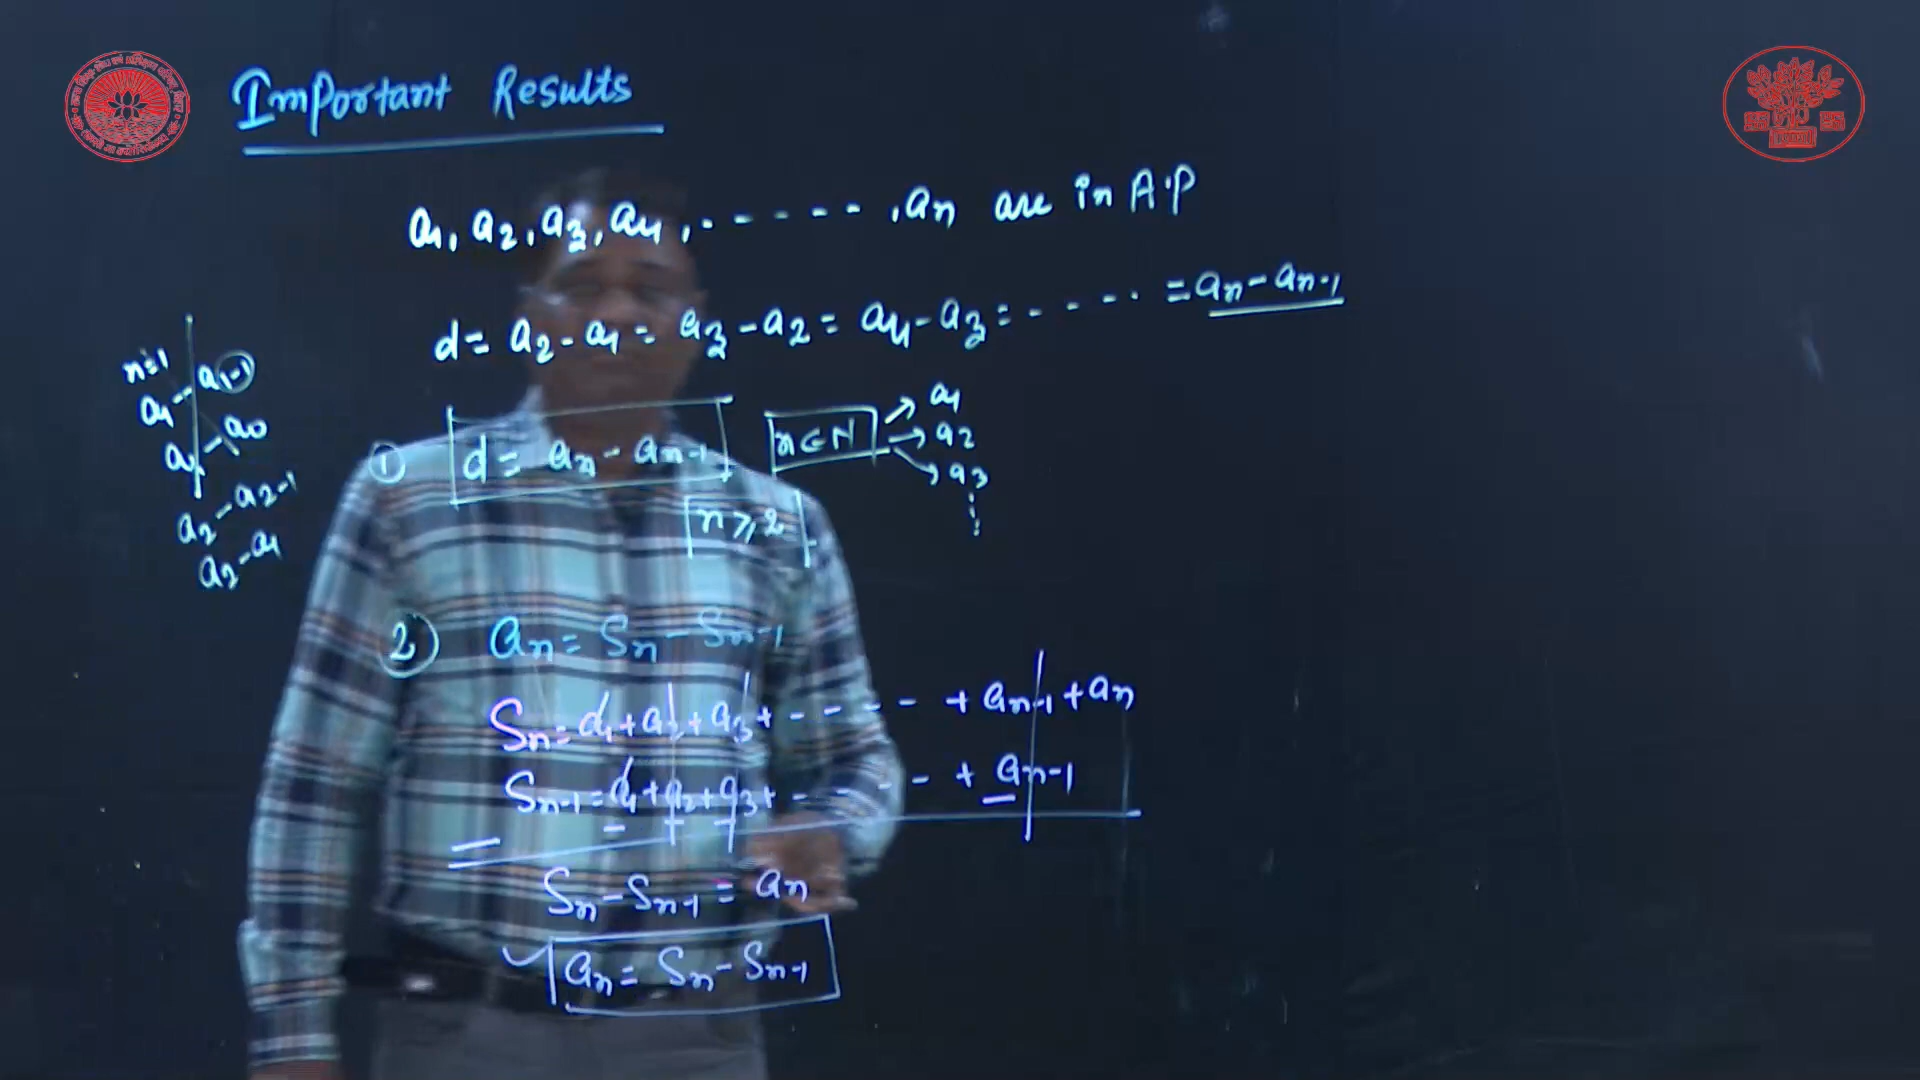 Important Results
a1, a2, a3, a4, . - - - - - - , an are in A.P
d = a2 - a1 = a3 - a2 = a4 - a3 = - - - - . = an - an-1
n=1
a1 - a1-1
a1 - a0
a2 - a2-1
a2 - a1
① d = an - an-1
n ∈ N
→ a1
→ a2
→ a3
n ⩾ 2
② an = Sn - Sn-1
Sn = a1 + a2 + a3 + - - - - - + an-1 + an
Sn-1 = a1 + a2 + a3 + - - - - - + an-1
Sn - Sn-1 = an
an = Sn - Sn-1